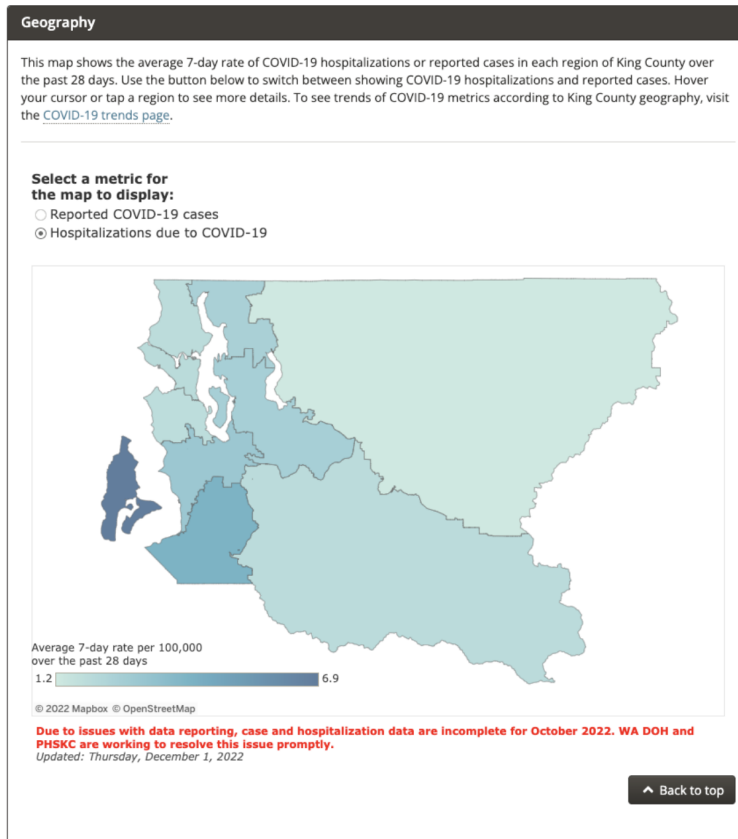 Geography
This map shows the average 7-day rate of COVID-19 hospitalizations or reported cases in each region of King County over
the past 28 days. Use the button below to switch between showing COVID-19 hospitalizations and reported cases. Hover
your cursor or tap a region to see more details. To see trends of COVID-19 metrics according to King County geography, visit
the COVID-19 trends page.
Select a metric for
the map to display:
Reported COVID-19 cases
Hospitalizations due to COVID-19
Average 7-day rate per 100,000
over the past 28 days
1.2 6.9
© 2022 Mapbox © OpenStreetMap
Due to issues with data reporting, case and hospitalization data are incomplete for October 2022. WA DOH and
PHSKC are working to resolve this issue promptly.
Updated: Thursday, December 1, 2022
Back to top